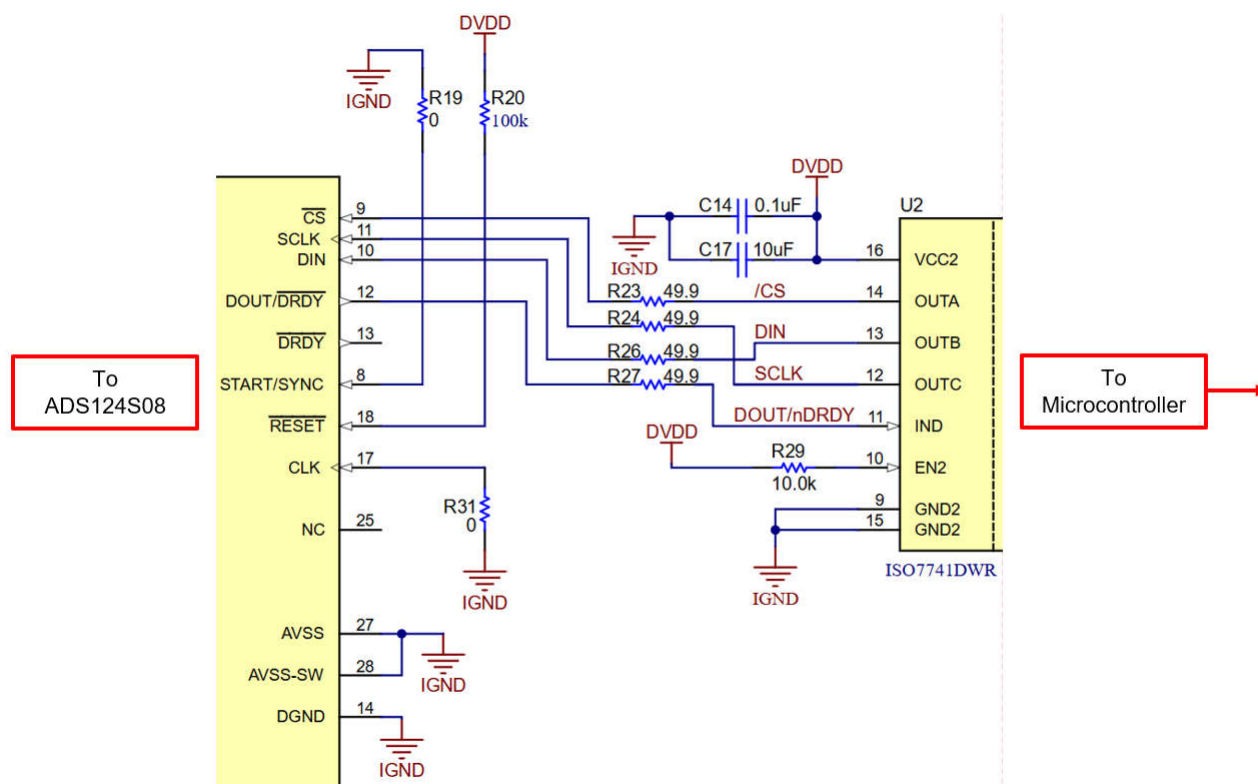 DVDD
IGND
R19
0
R20
100k
DVDD
U2
C14 0.1uF
C17 10uF
IGND
CS 9
SCLK 11
DIN 10
DOUT/DRDY 12
DRDY 13
START/SYNC 8
RESET 18
CLK 17
NC 25
AVSS 27
AVSS-SW 28
DGND 14
R31
0
IGND
IGND
IGND
R23 49.9 /CS
R24 49.9
R26 49.9 DIN
R27 49.9 SCLK
DOUT/nDRDY
DVDD
R29
10.0k
IGND
16 VCC2
14 OUTA
13 OUTB
12 OUTC
11 IND
10 EN2
9 GND2
15 GND2
ISO7741DWR
To
ADS124S08
To
Microcontroller